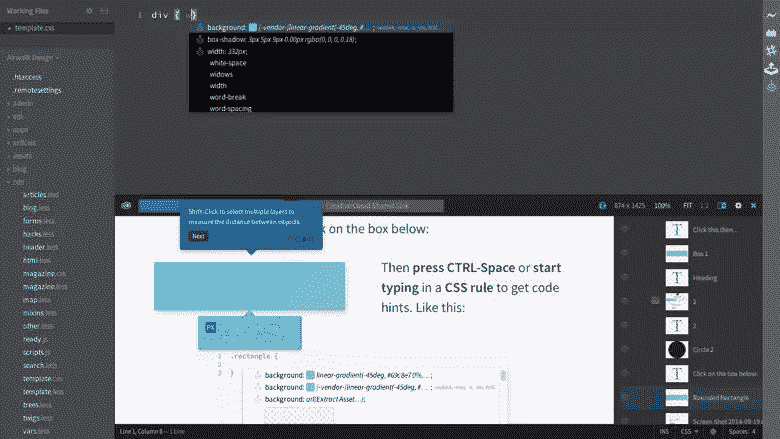 Working Files
template.css
Airwalk Design
.htaccess
.remotesettings
admin
apps
articles
assets
blog
articles.less
blog.less
forms.less
hacks.less
header.less
html.less
magazine.css
magazine.less
map.less
mixins.less
other.less
ready.js
scripts.js
search.less
template.css
template.less
trees.less
twigs.less
vars.less
1 div {
background: [-vendor-]linear-gradient(-45deg, #...;
box-shadow: 3px 5px 9px 0.00px rgba(0, 0, 0, 0.18);
width: 332px;
white-space
widows
width
word-break
word-spacing
874 x 1425 100% FIT 1:1
Shift-Click to select multiple layers to
measure the distance between objects.
Next
on the box below:
Then press CTRL-Space or start
typing in a CSS rule to get code
hints. Like this:
PS
1 .rectangle {
2
3 }
background: linear-gradient(-45deg, #69c8e70%, ...;
background: [-vendor-]linear-gradient(-45deg, #...;
background: url(Extract Asset...);
Click this then...
Box 1
Heading
2
2
Circle 2
Click on the box below:
Rounded Rectangle
Screen Shot 2014-09-19
Line 1, Column 8 — 1 Line
INS CSS Spaces: 4